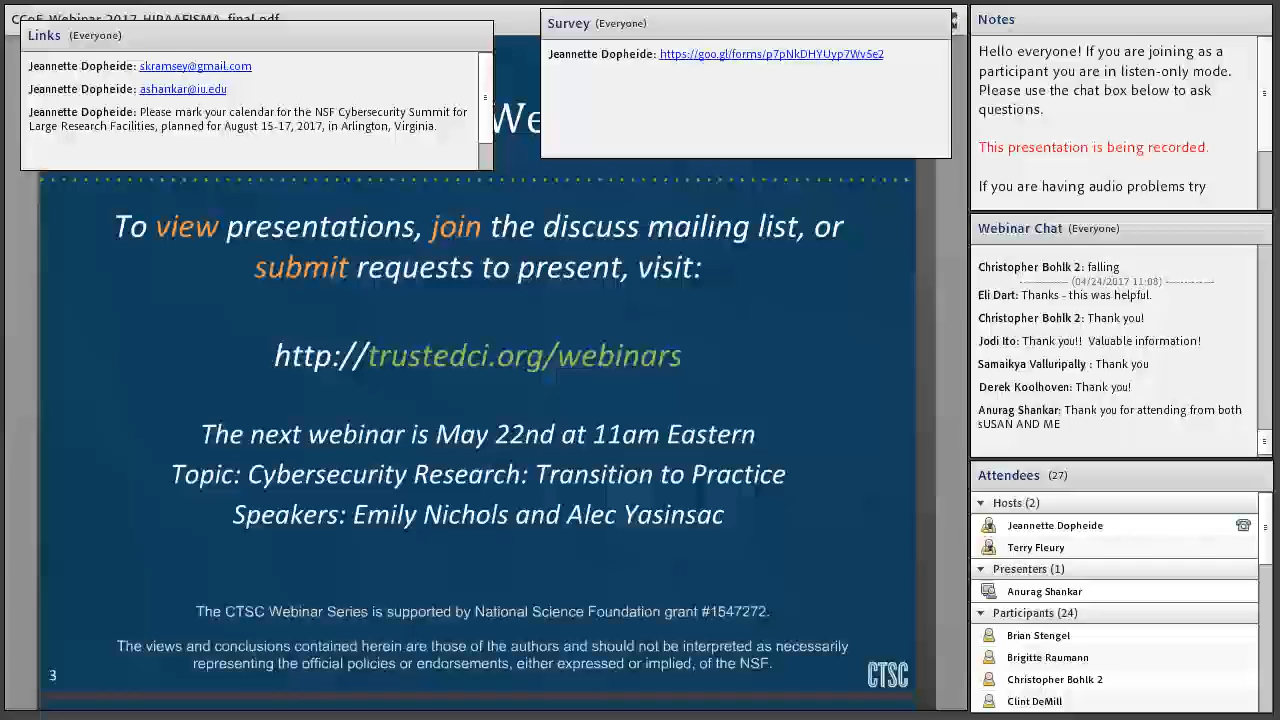 CCoE Webinar 2017 HIPAAFISMA final.pdf
Links (Everyone)
Jeannette Dopheide: skramsey@gmail.com
Jeannette Dopheide: ashankar@iu.edu
Jeannette Dopheide: Please mark your calendar for the NSF Cybersecurity Summit for
Large Research Facilities, planned for August 15-17, 2017, in Arlington, Virginia.
Survey (Everyone)
Jeannette Dopheide: https://goo.gl/forms/p7pNkDHYUyp7Wv5e2
We
To view presentations, join the discuss mailing list, or
submit requests to present, visit:
http://trustedci.org/webinars
The next webinar is May 22nd at 11am Eastern
Topic: Cybersecurity Research: Transition to Practice
Speakers: Emily Nichols and Alec Yasinsac
The CTSC Webinar Series is supported by National Science Foundation grant #1547272.
The views and conclusions contained herein are those of the authors and should not be interpreted as necessarily
representing the official policies or endorsements, either expressed or implied, of the NSF.
3
CTSC
Notes
Hello everyone! If you are joining as a
participant you are in listen-only mode.
Please use the chat box below to ask
questions.
This presentation is being recorded.
If you are having audio problems try
Webinar Chat (Everyone)
Christopher Bohlk 2: falling
(04/24/2017 11:08)
Eli Dart: Thanks - this was helpful.
Christopher Bohlk 2: Thank you!
Jodi Ito: Thank you!! Valuable information!
Samaikya Valluripally : Thank you
Derek Koolhoven: Thank you!
Anurag Shankar: Thank you for attending from both
sUSAN AND ME
Attendees (27)
Hosts (2)
Jeannette Dopheide
Terry Fleury
Presenters (1)
Anurag Shankar
Participants (24)
Brian Stengel
Brigitte Raumann
Christopher Bohlk 2
Clint DeMill